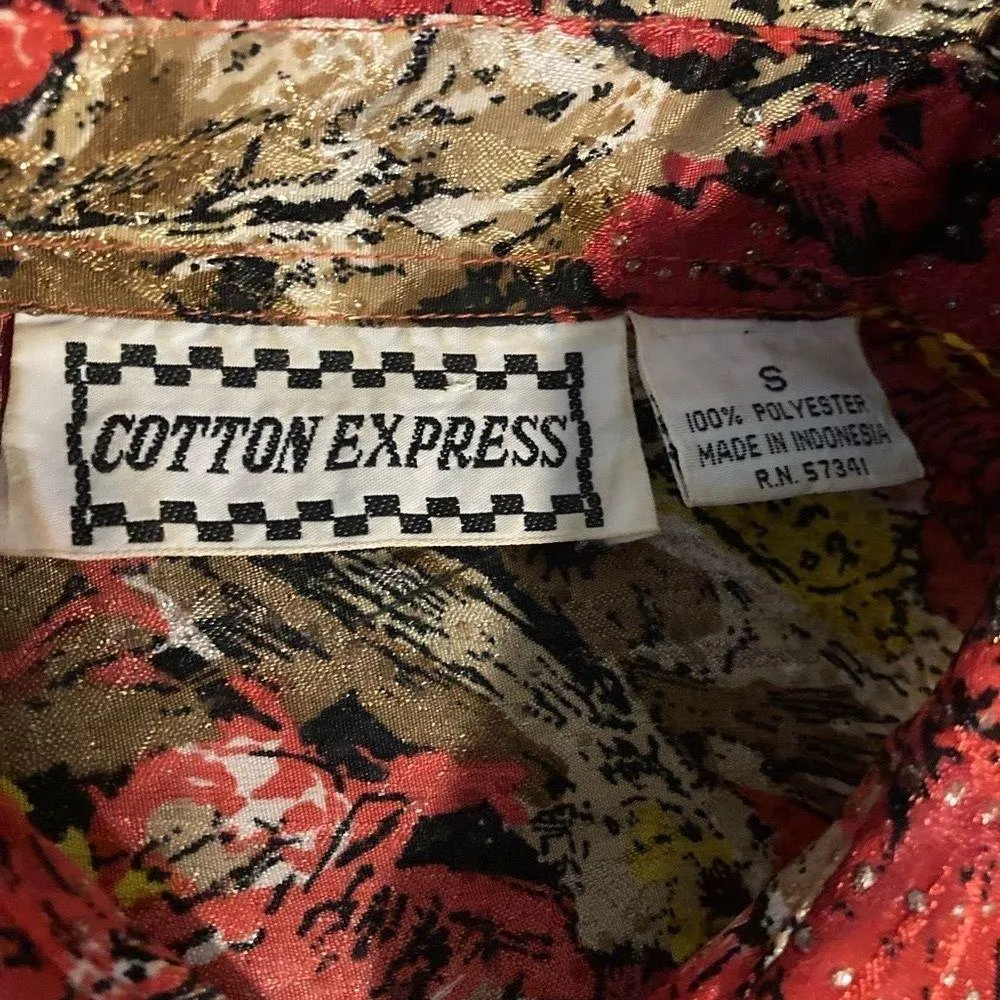 COTTON EXPRESS
S
100% POLYESTER
MADE IN INDONESIA
R.N. 57341